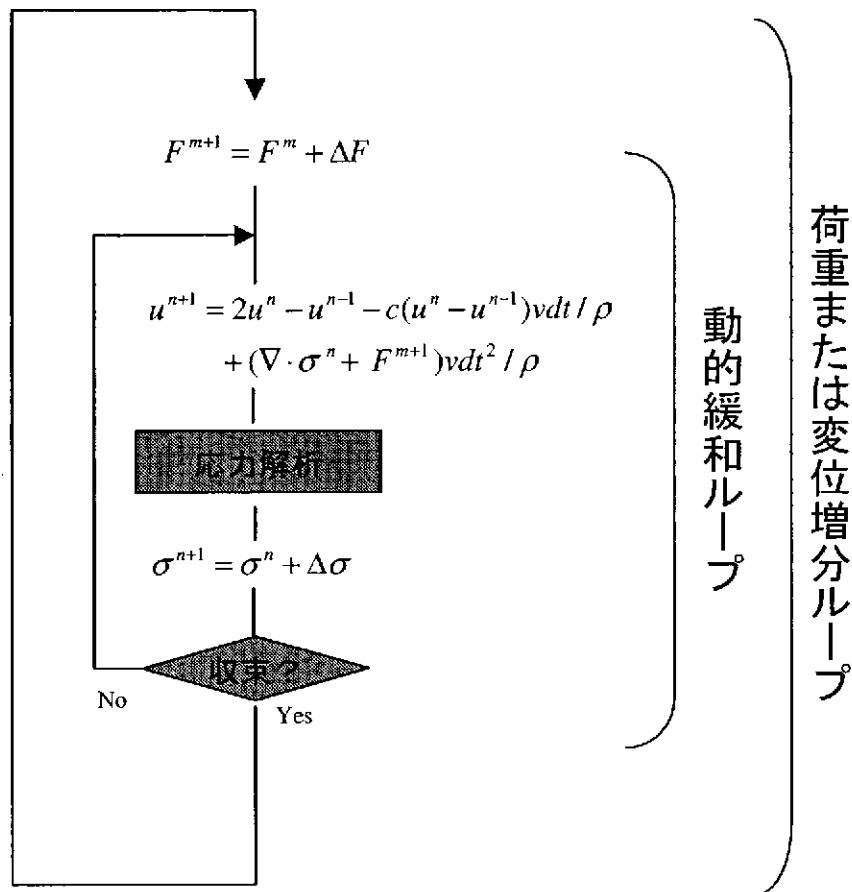 F^{m+1} = F^m + ΔF
u^{n+1} = 2u^n - u^{n-1} - c(u^n - u^{n-1})vdt / ρ
+ (∇·σ^n + F^{m+1})vdt^2 / ρ
応力解析
σ^{n+1} = σ^n + Δσ
収束?
No
Yes
動的緩和ループ
荷重または変位増分ループ